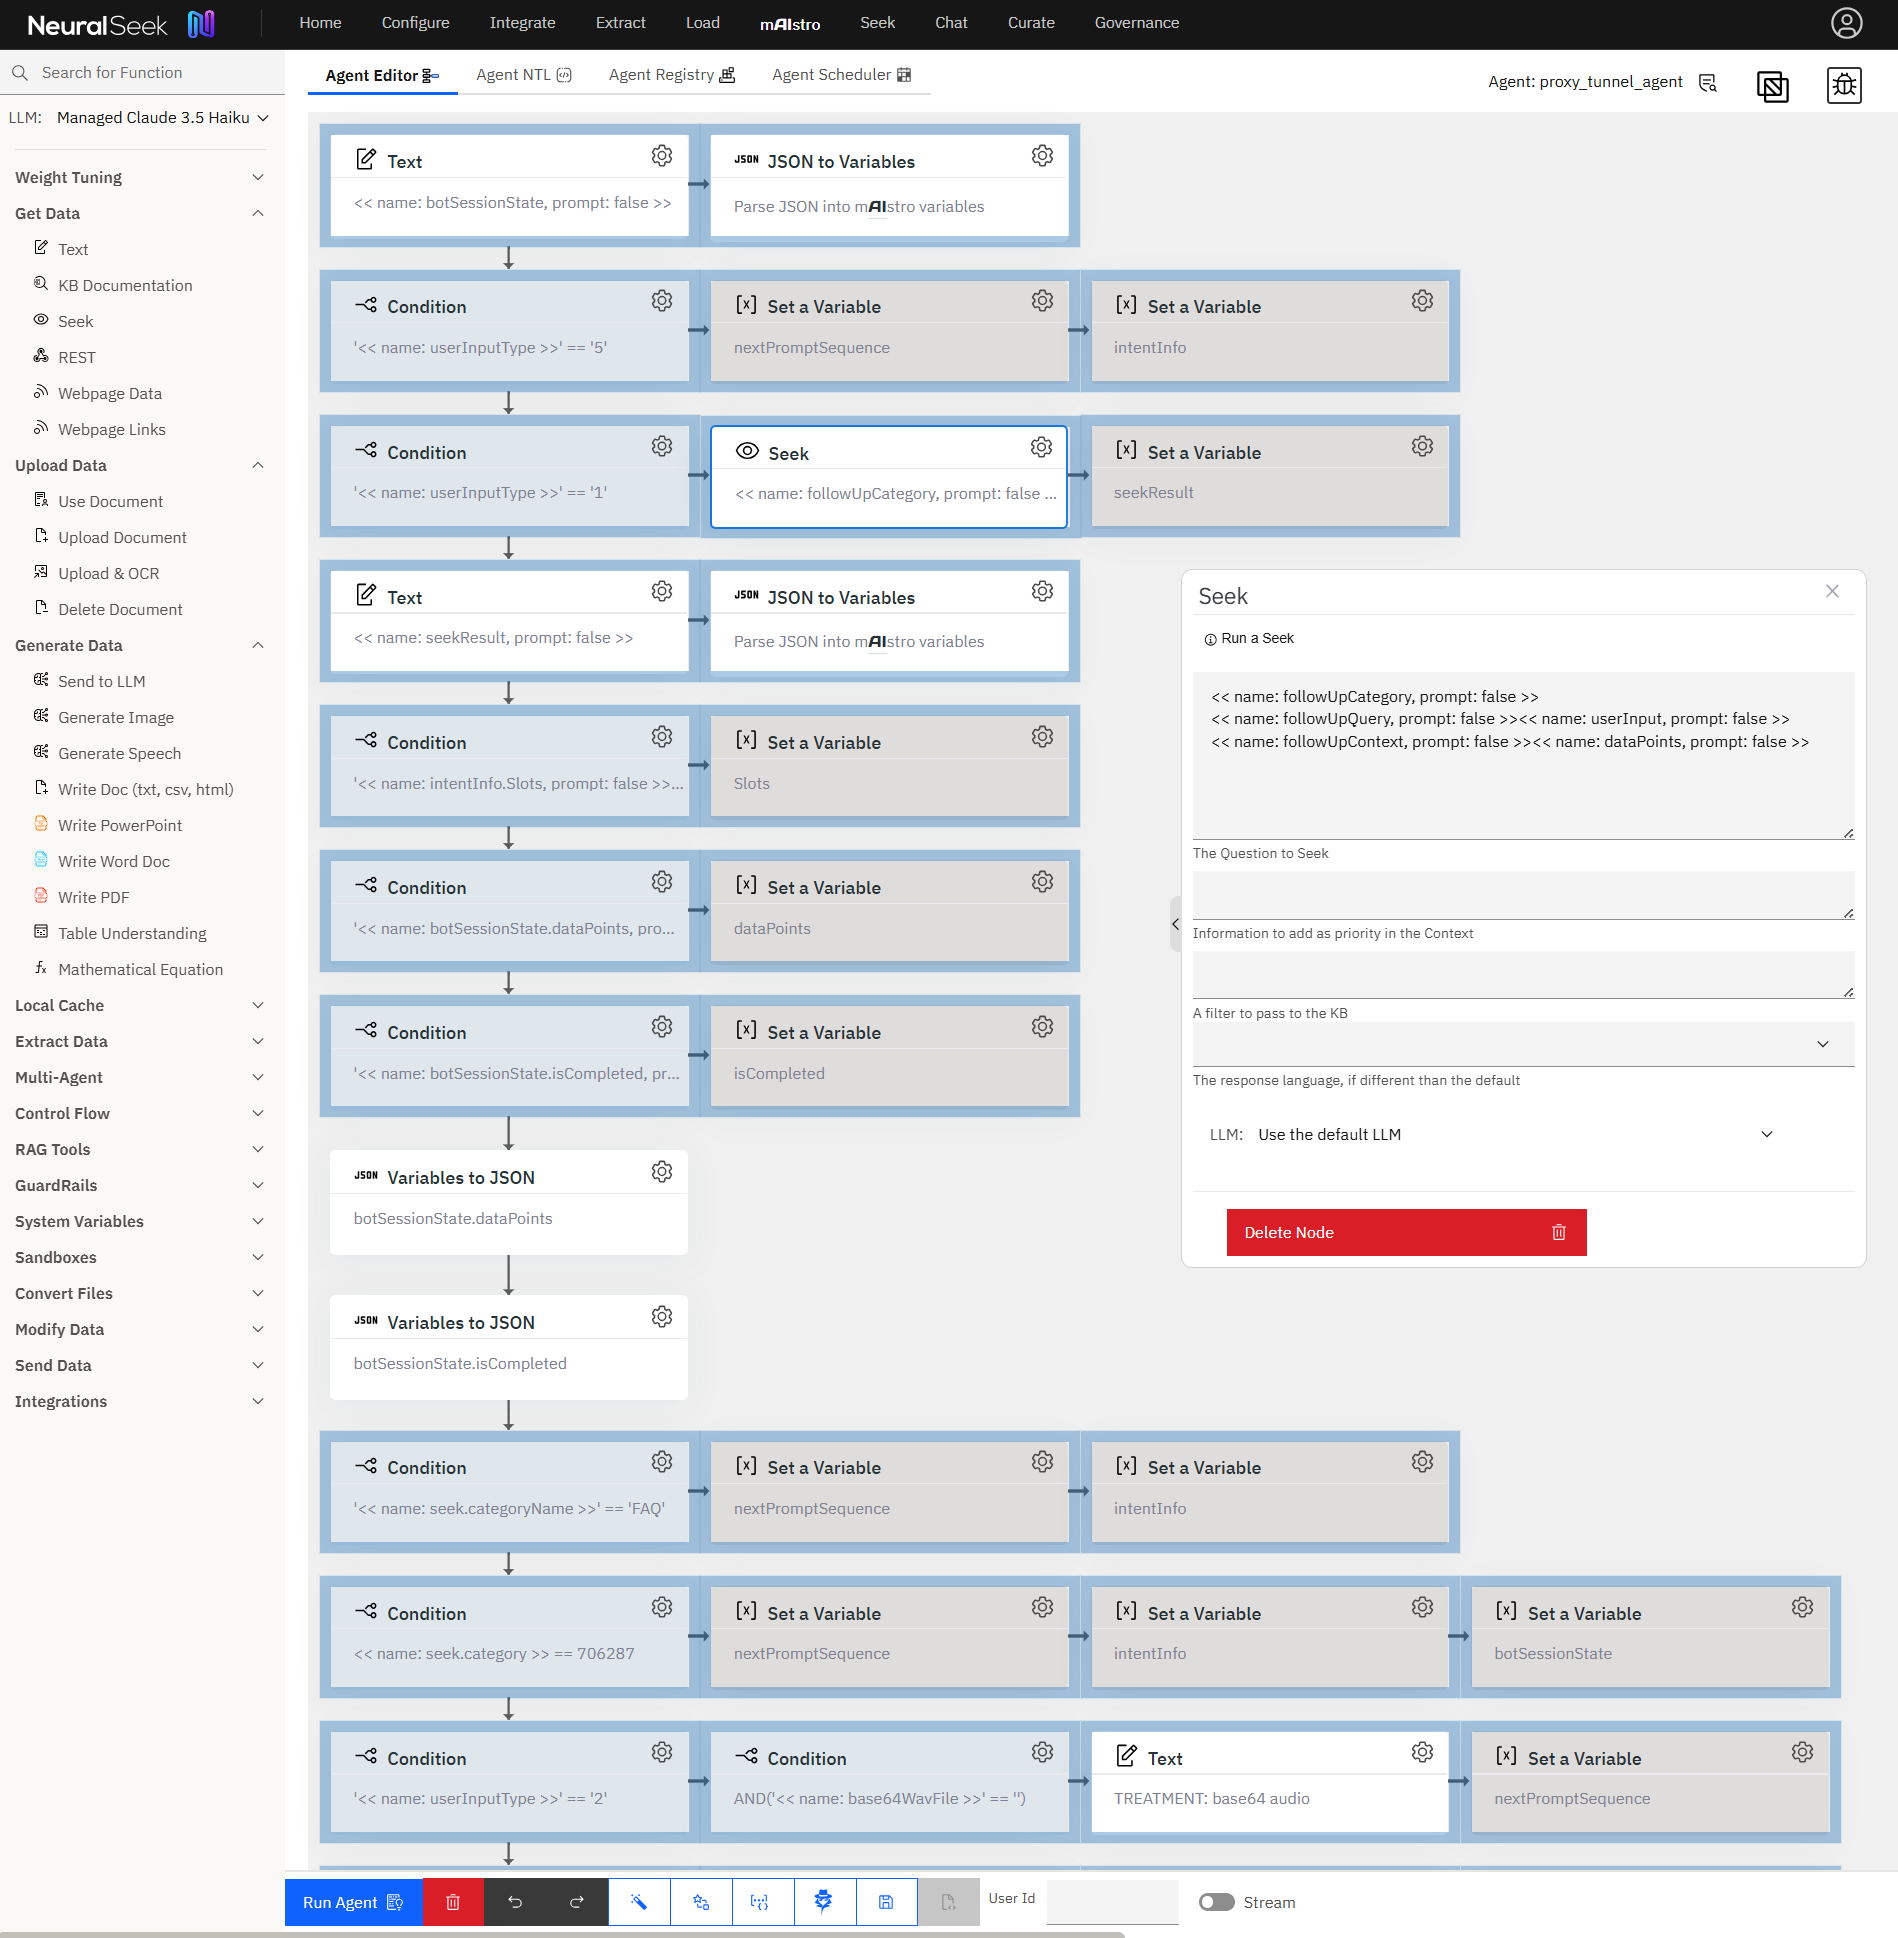 NeuralSeek
Home Configure Integrate Extract Load mAIstro Seek Chat Curate Governance
Search for Function
LLM: Managed Claude 3.5 Haiku
Weight Tuning
Get Data
Text
KB Documentation
Seek
REST
Webpage Data
Webpage Links
Upload Data
Use Document
Upload Document
Upload & OCR
Delete Document
Generate Data
Send to LLM
Generate Image
Generate Speech
Write Doc (txt, csv, html)
Write PowerPoint
Write Word Doc
Write PDF
Table Understanding
Mathematical Equation
Local Cache
Extract Data
Multi-Agent
Control Flow
RAG Tools
GuardRails
System Variables
Sandboxes
Convert Files
Modify Data
Send Data
Integrations
Agent Editor Agent NTL Agent Registry Agent Scheduler
Agent: proxy_tunnel_agent
Text
<< name: botSessionState, prompt: false >>
JSON JSON to Variables
Parse JSON into mAIstro variables
Condition
'<< name: userInputType >>' == '5'
[x] Set a Variable
nextPromptSequence
[x] Set a Variable
intentInfo
Condition
'<< name: userInputType >>' == '1'
Seek
<< name: followUpCategory, prompt: false ...
[x] Set a Variable
seekResult
Text
<< name: seekResult, prompt: false >>
JSON JSON to Variables
Parse JSON into mAIstro variables
Condition
'<< name: intentInfo.Slots, prompt: false >>...
[x] Set a Variable
Slots
Condition
'<< name: botSessionState.dataPoints, pro...
[x] Set a Variable
dataPoints
Condition
'<< name: botSessionState.isCompleted, pr...
[x] Set a Variable
isCompleted
JSON Variables to JSON
botSessionState.dataPoints
JSON Variables to JSON
botSessionState.isCompleted
Condition
'<< name: seek.categoryName >>' == 'FAQ'
[x] Set a Variable
nextPromptSequence
[x] Set a Variable
intentInfo
Condition
<< name: seek.category >> == 706287
[x] Set a Variable
nextPromptSequence
[x] Set a Variable
intentInfo
[x] Set a Variable
botSessionState
Condition
'<< name: userInputType >>' == '2'
Condition
AND('<< name: base64WavFile >>' == '')
Text
TREATMENT: base64 audio
[x] Set a Variable
nextPromptSequence
Seek
Run a Seek
<< name: followUpCategory, prompt: false >>
<< name: followUpQuery, prompt: false >><< name: userInput, prompt: false >>
<< name: followUpContext, prompt: false >><< name: dataPoints, prompt: false >>
The Question to Seek
Information to add as priority in the Context
A filter to pass to the KB
The response language, if different than the default
LLM: Use the default LLM
Delete Node
Run Agent
User Id
Stream